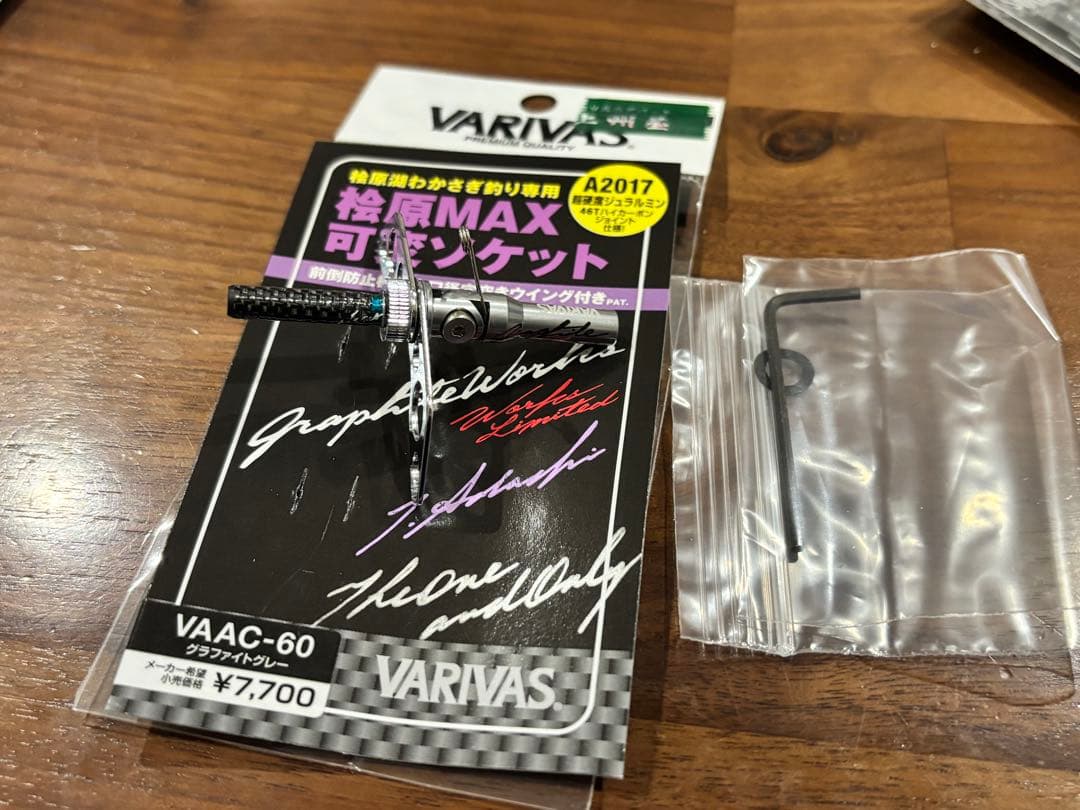 VARIVAS
PREMIUM QUALITY
州屋
桧原湖わかさぎ釣り専用
A2017
超硬度ジュラルミン
46Tハイカーボン
ジョイント
仕様!
桧原MAX
可変ソケット
前倒防止
ウイング付き PAT.
VARIVAS
GraphiteWorks
Works
Limited
The One
and Only
VAAC-60
グラファイトグレー
メーカー希望
小売価格 ¥7,700
VARIVAS